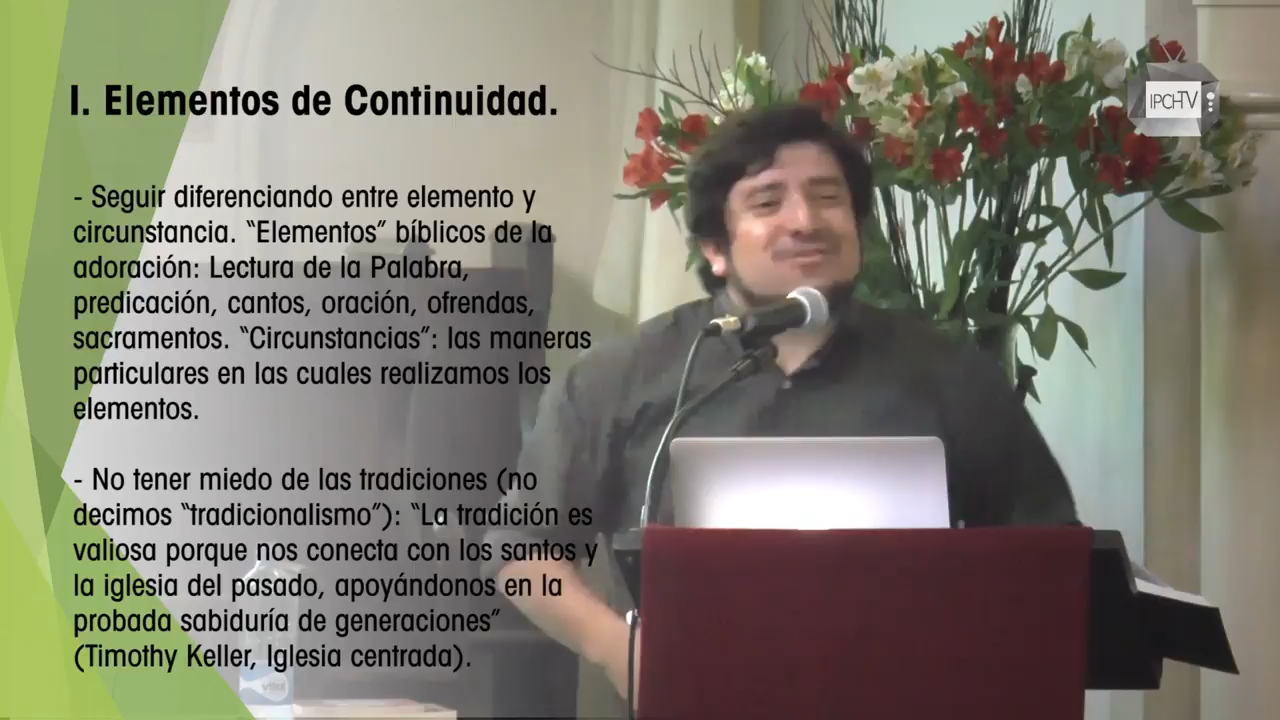 I. Elementos de Continuidad.
- Seguir diferenciando entre elemento y
circunstancia. “Elementos” bíblicos de la
adoración: Lectura de la Palabra,
predicación, cantos, oración, ofrendas,
sacramentos. “Circunstancias”: las maneras
particulares en las cuales realizamos los
elementos.
- No tener miedo de las tradiciones (no
decimos “tradicionalismo”): “La tradición es
valiosa porque nos conecta con los santos y
la iglesia del pasado, apoyándonos en la
probada sabiduría de generaciones”
(Timothy Keller, Iglesia centrada).
IPCHTV
vital